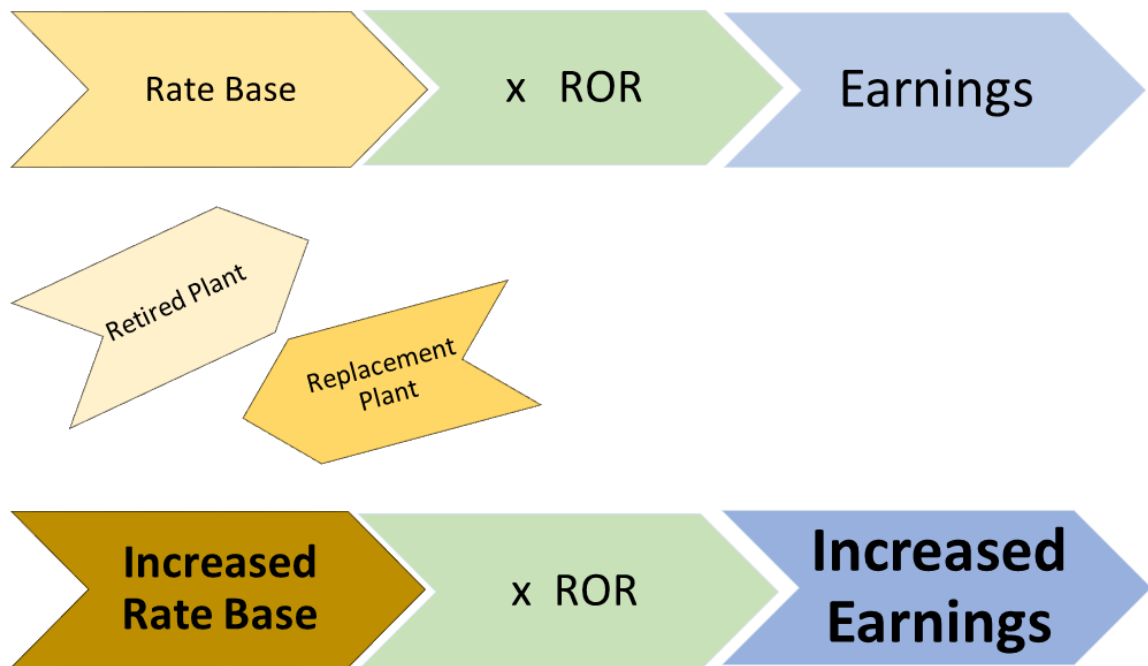 Rate Base
x ROR
Earnings
Retired Plant
Replacement
Plant
Increased
Rate Base
x ROR
Increased
Earnings